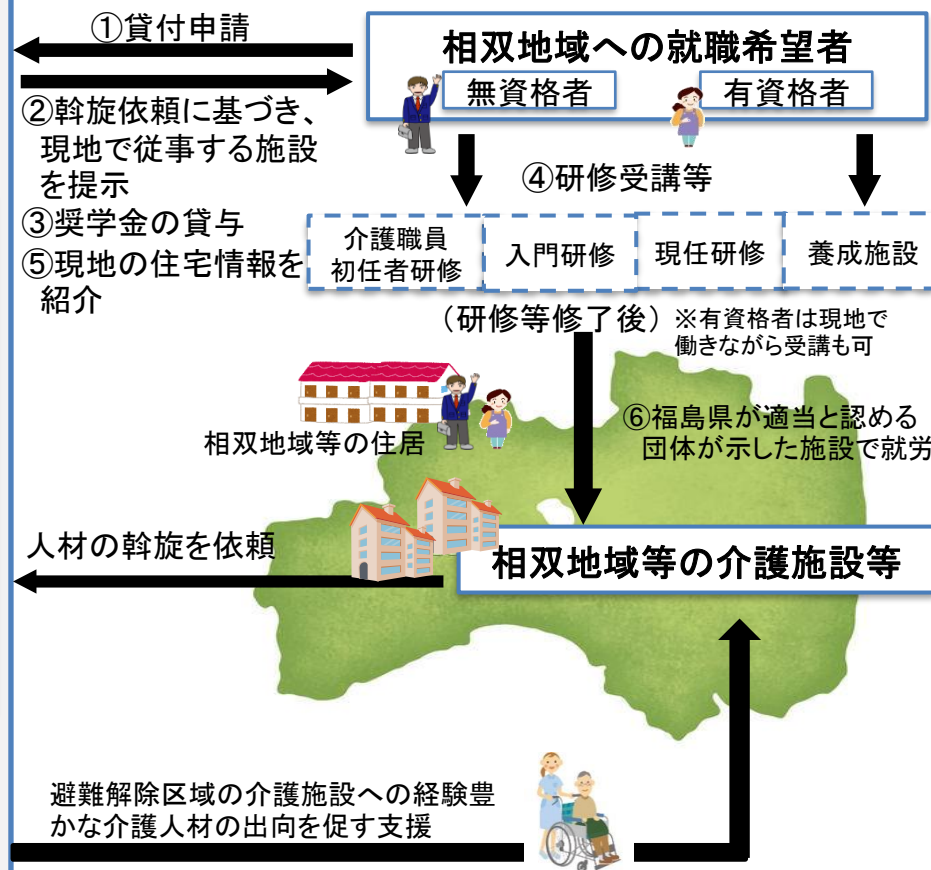 ①貸付申請
相双地域への就職希望者
無資格者
有資格者
②斡旋依頼に基づき、
現地で従事する施設
を提示
③奨学金の貸与
⑤現地の住宅情報を
紹介
④研修受講等
介護職員
初任者研修
入門研修
現任研修
養成施設
（研修等修了後）
※有資格者は現地で
働きながら受講も可
相双地域等の住居
⑥福島県が適当と認める
団体が示した施設で就労
人材の斡旋を依頼
相双地域等の介護施設等
避難解除区域の介護施設への経験豊
かな介護人材の出向を促す支援